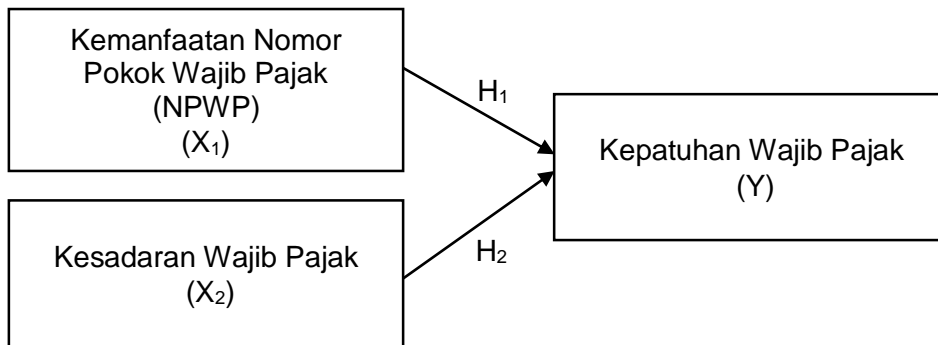 Kemanfaatan Nomor
Pokok Wajib Pajak
(NPWP)
(X₁)
H₁
Kepatuhan Wajib Pajak
(Y)
Kesadaran Wajib Pajak
(X₂)
H₂